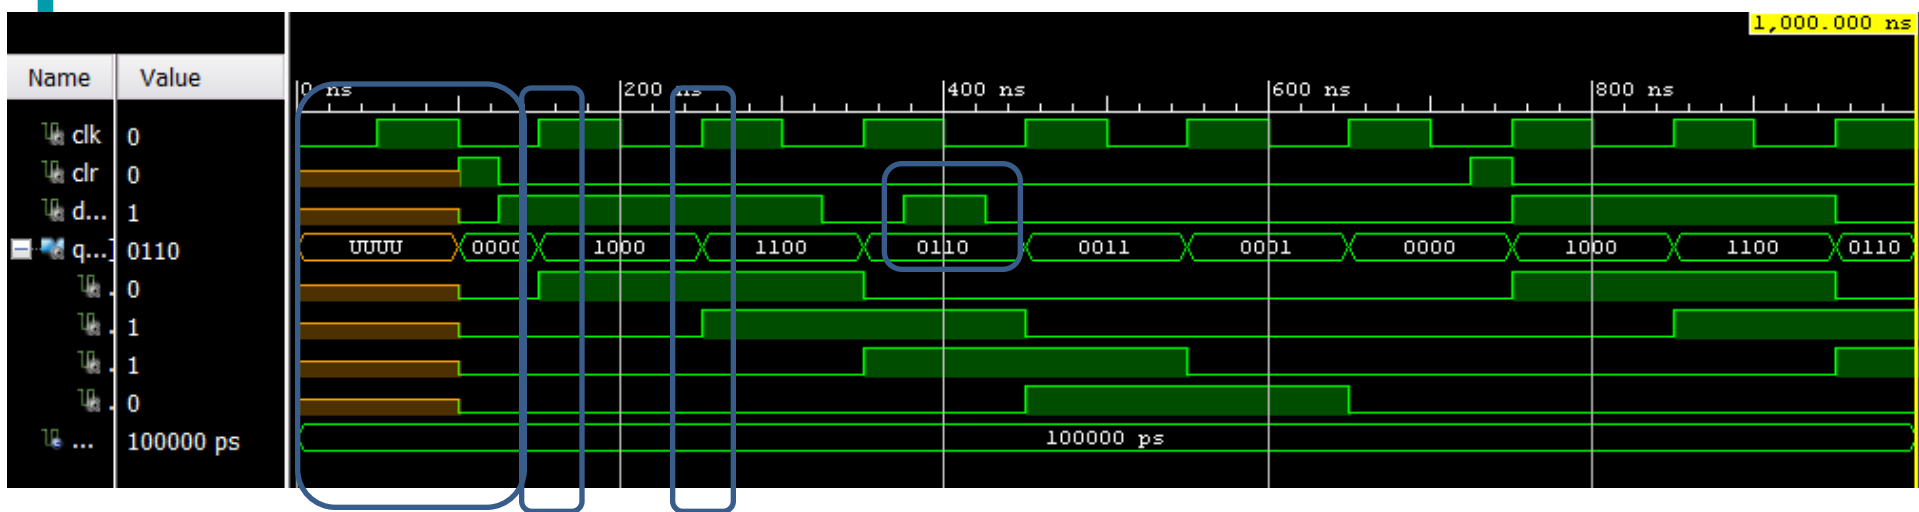 1,000.000 ns
Name Value
0 ns 200 ns 400 ns 600 ns 800 ns
clk 0
clr 0
d... 1
q...] 0110 UUUU 0000 1000 1100 0110 0011 0001 0000 1000 1100 0110
. 0
. 1
. 1
. 0
... 100000 ps 100000 ps